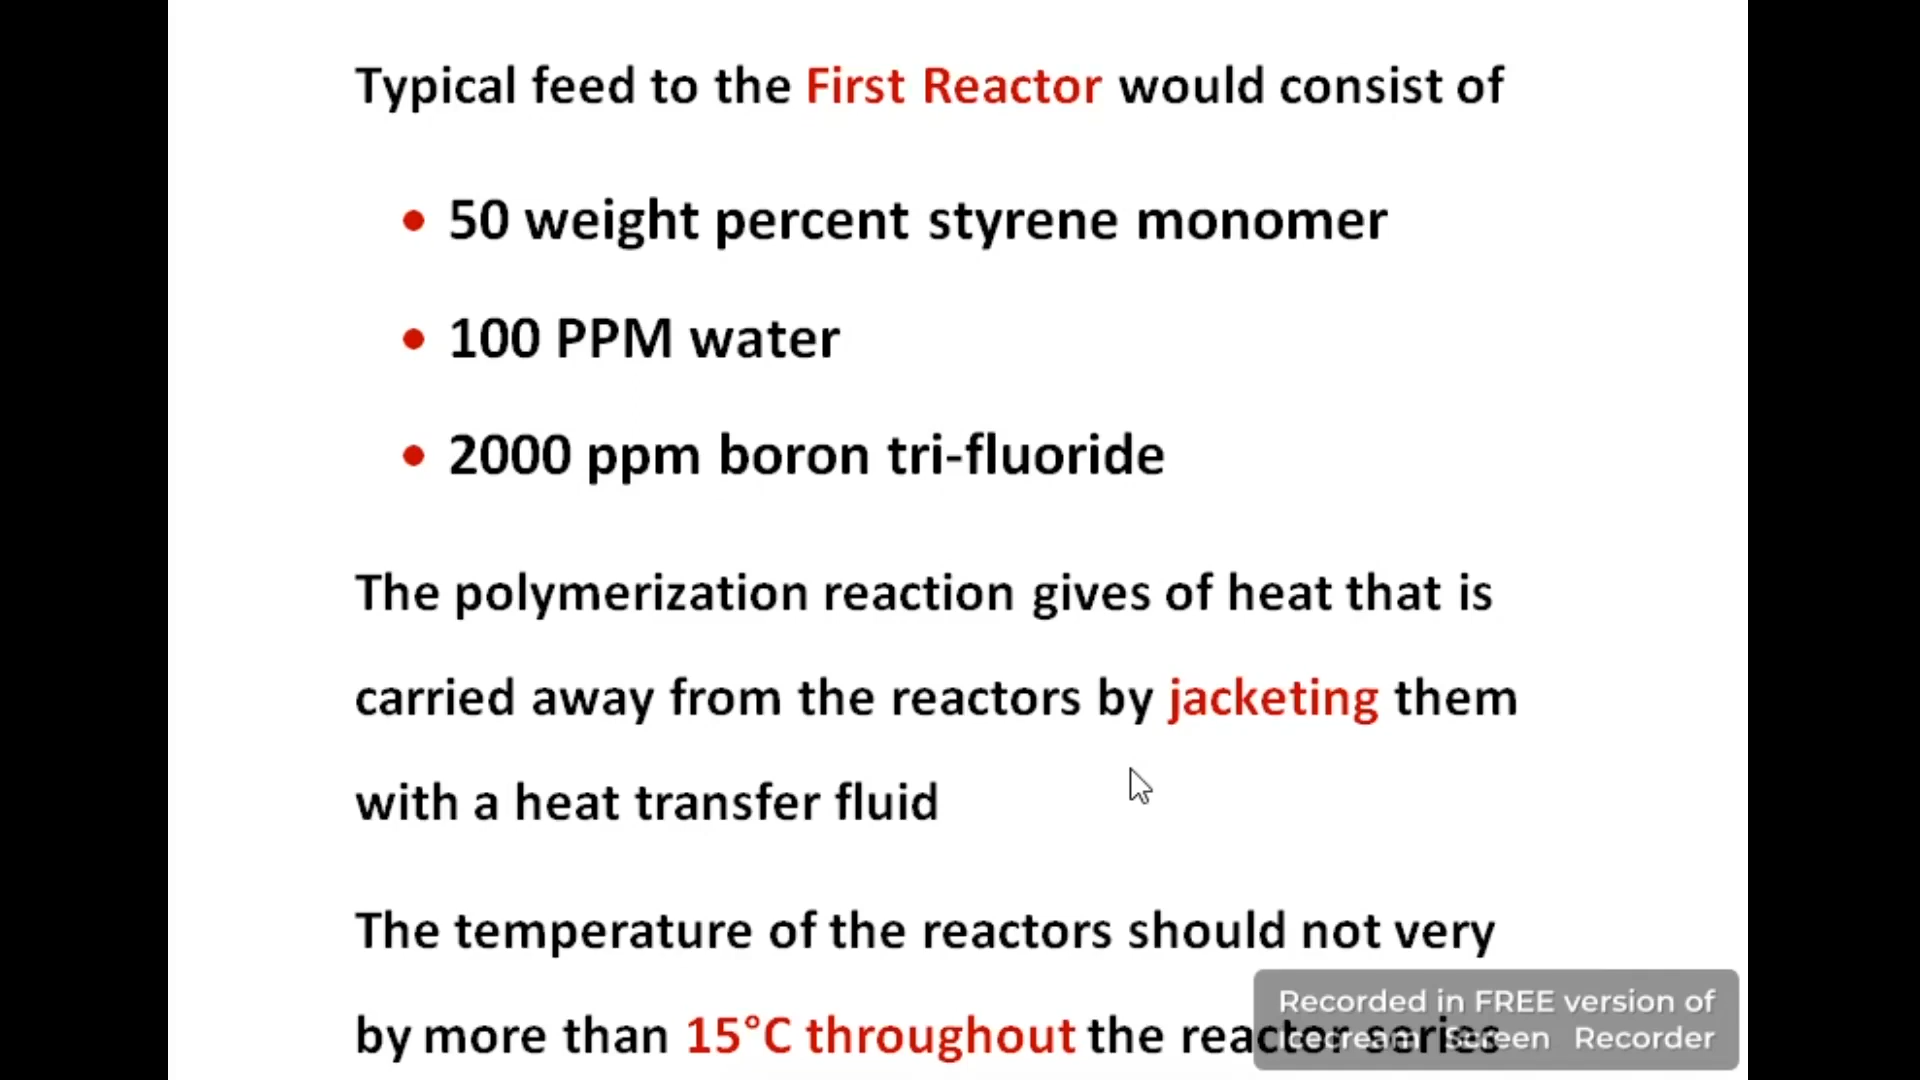 Typical feed to the First Reactor would consist of
• 50 weight percent styrene monomer
• 100 PPM water
• 2000 ppm boron tri-fluoride
The polymerization reaction gives of heat that is
carried away from the reactors by jacketing them
with a heat transfer fluid
The temperature of the reactors should not very
by more than 15°C throughout the reactor series
Recorded in FREE version of
Icecream Screen Recorder